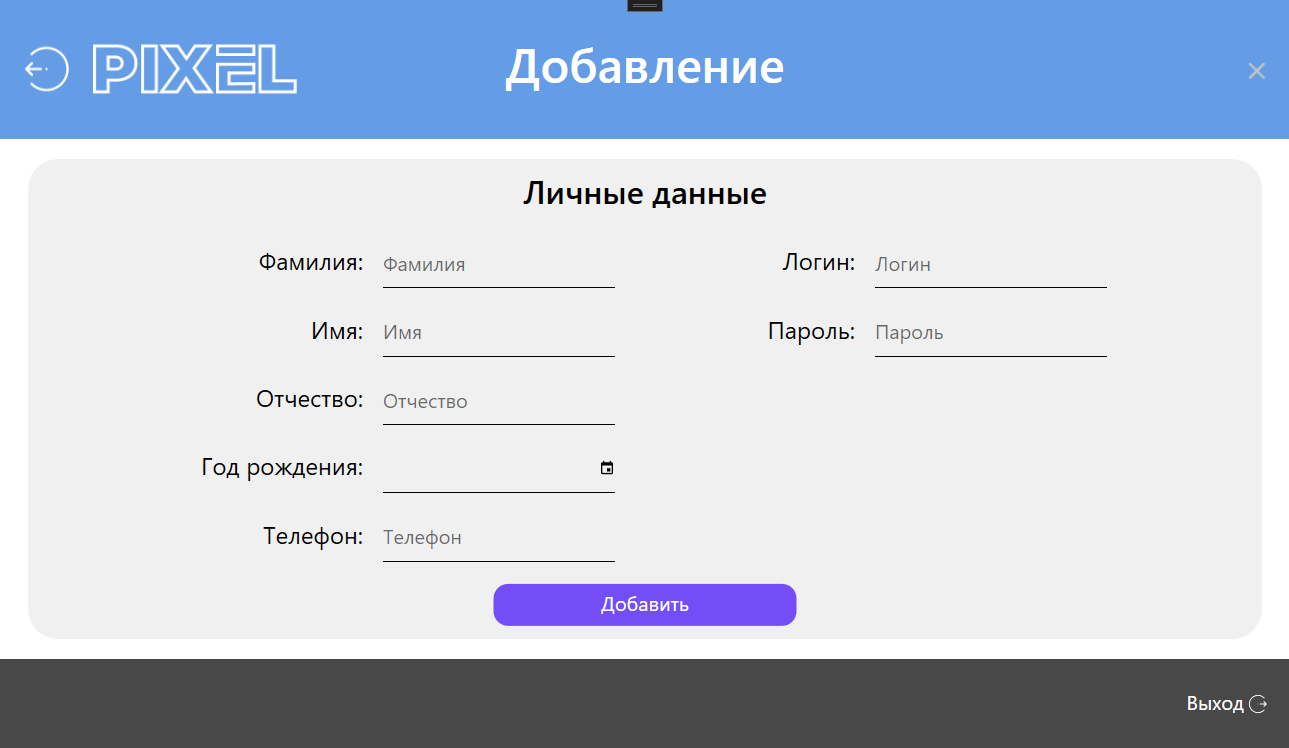 PIXEL
Добавление
Личные данные
Фамилия: Фамилия
Логин: Логин
Имя: Имя
Пароль: Пароль
Отчество: Отчество
Год рождения:
Телефон: Телефон
Добавить
Выход